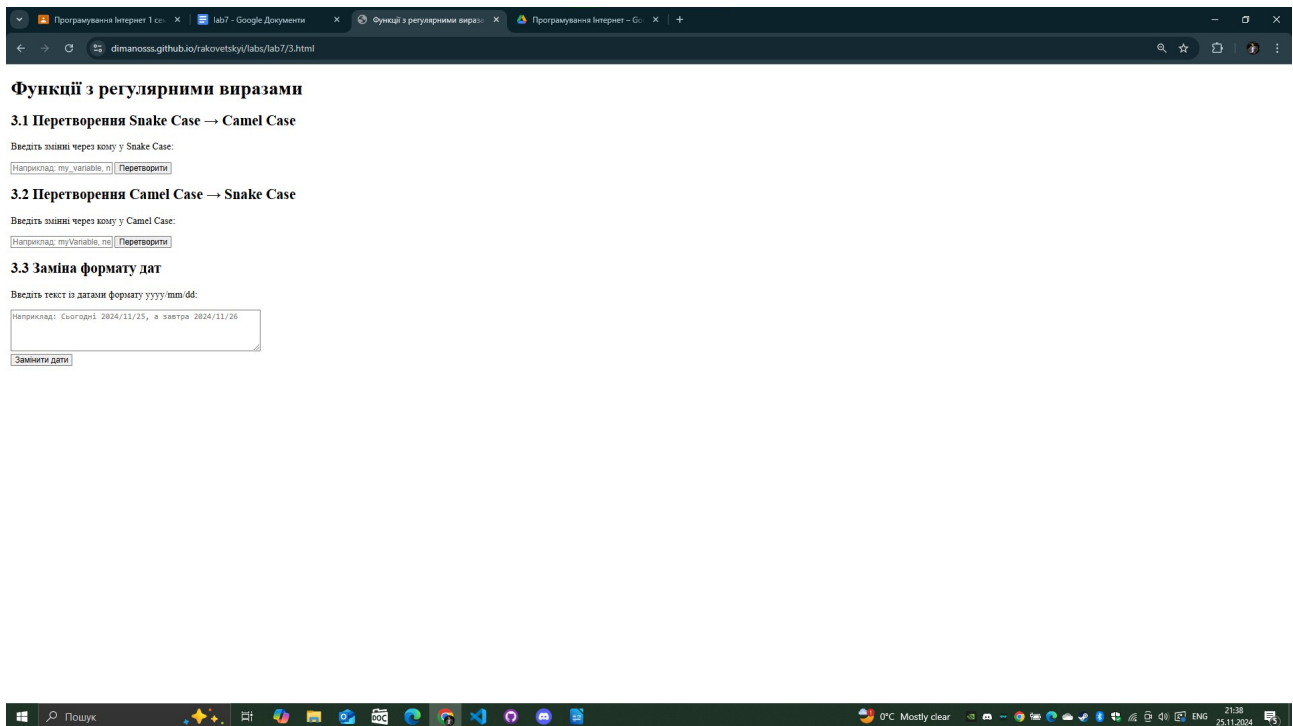 Програмування Інтернет 1 се
lab7 - Google Документи
Функції з регулярними вираза
Програмування Інтернет – Go
dimanosss.github.io/rakovetskyi/labs/lab7/3.html
Функції з регулярними виразами
3.1 Перетворення Snake Case → Camel Case
Введіть змінні через кому у Snake Case:
Наприклад: my_variable, n Перетворити
3.2 Перетворення Camel Case → Snake Case
Введіть змінні через кому у Camel Case:
Наприклад: myVariable, ne Перетворити
3.3 Заміна формату дат
Введіть текст із датами формату yyyy/mm/dd:
Наприклад: Сьогодні 2024/11/25, а завтра 2024/11/26
Замінити дати
Пошук
DOC
0°C Mostly clear
ENG
21:38
25.11.2024
5